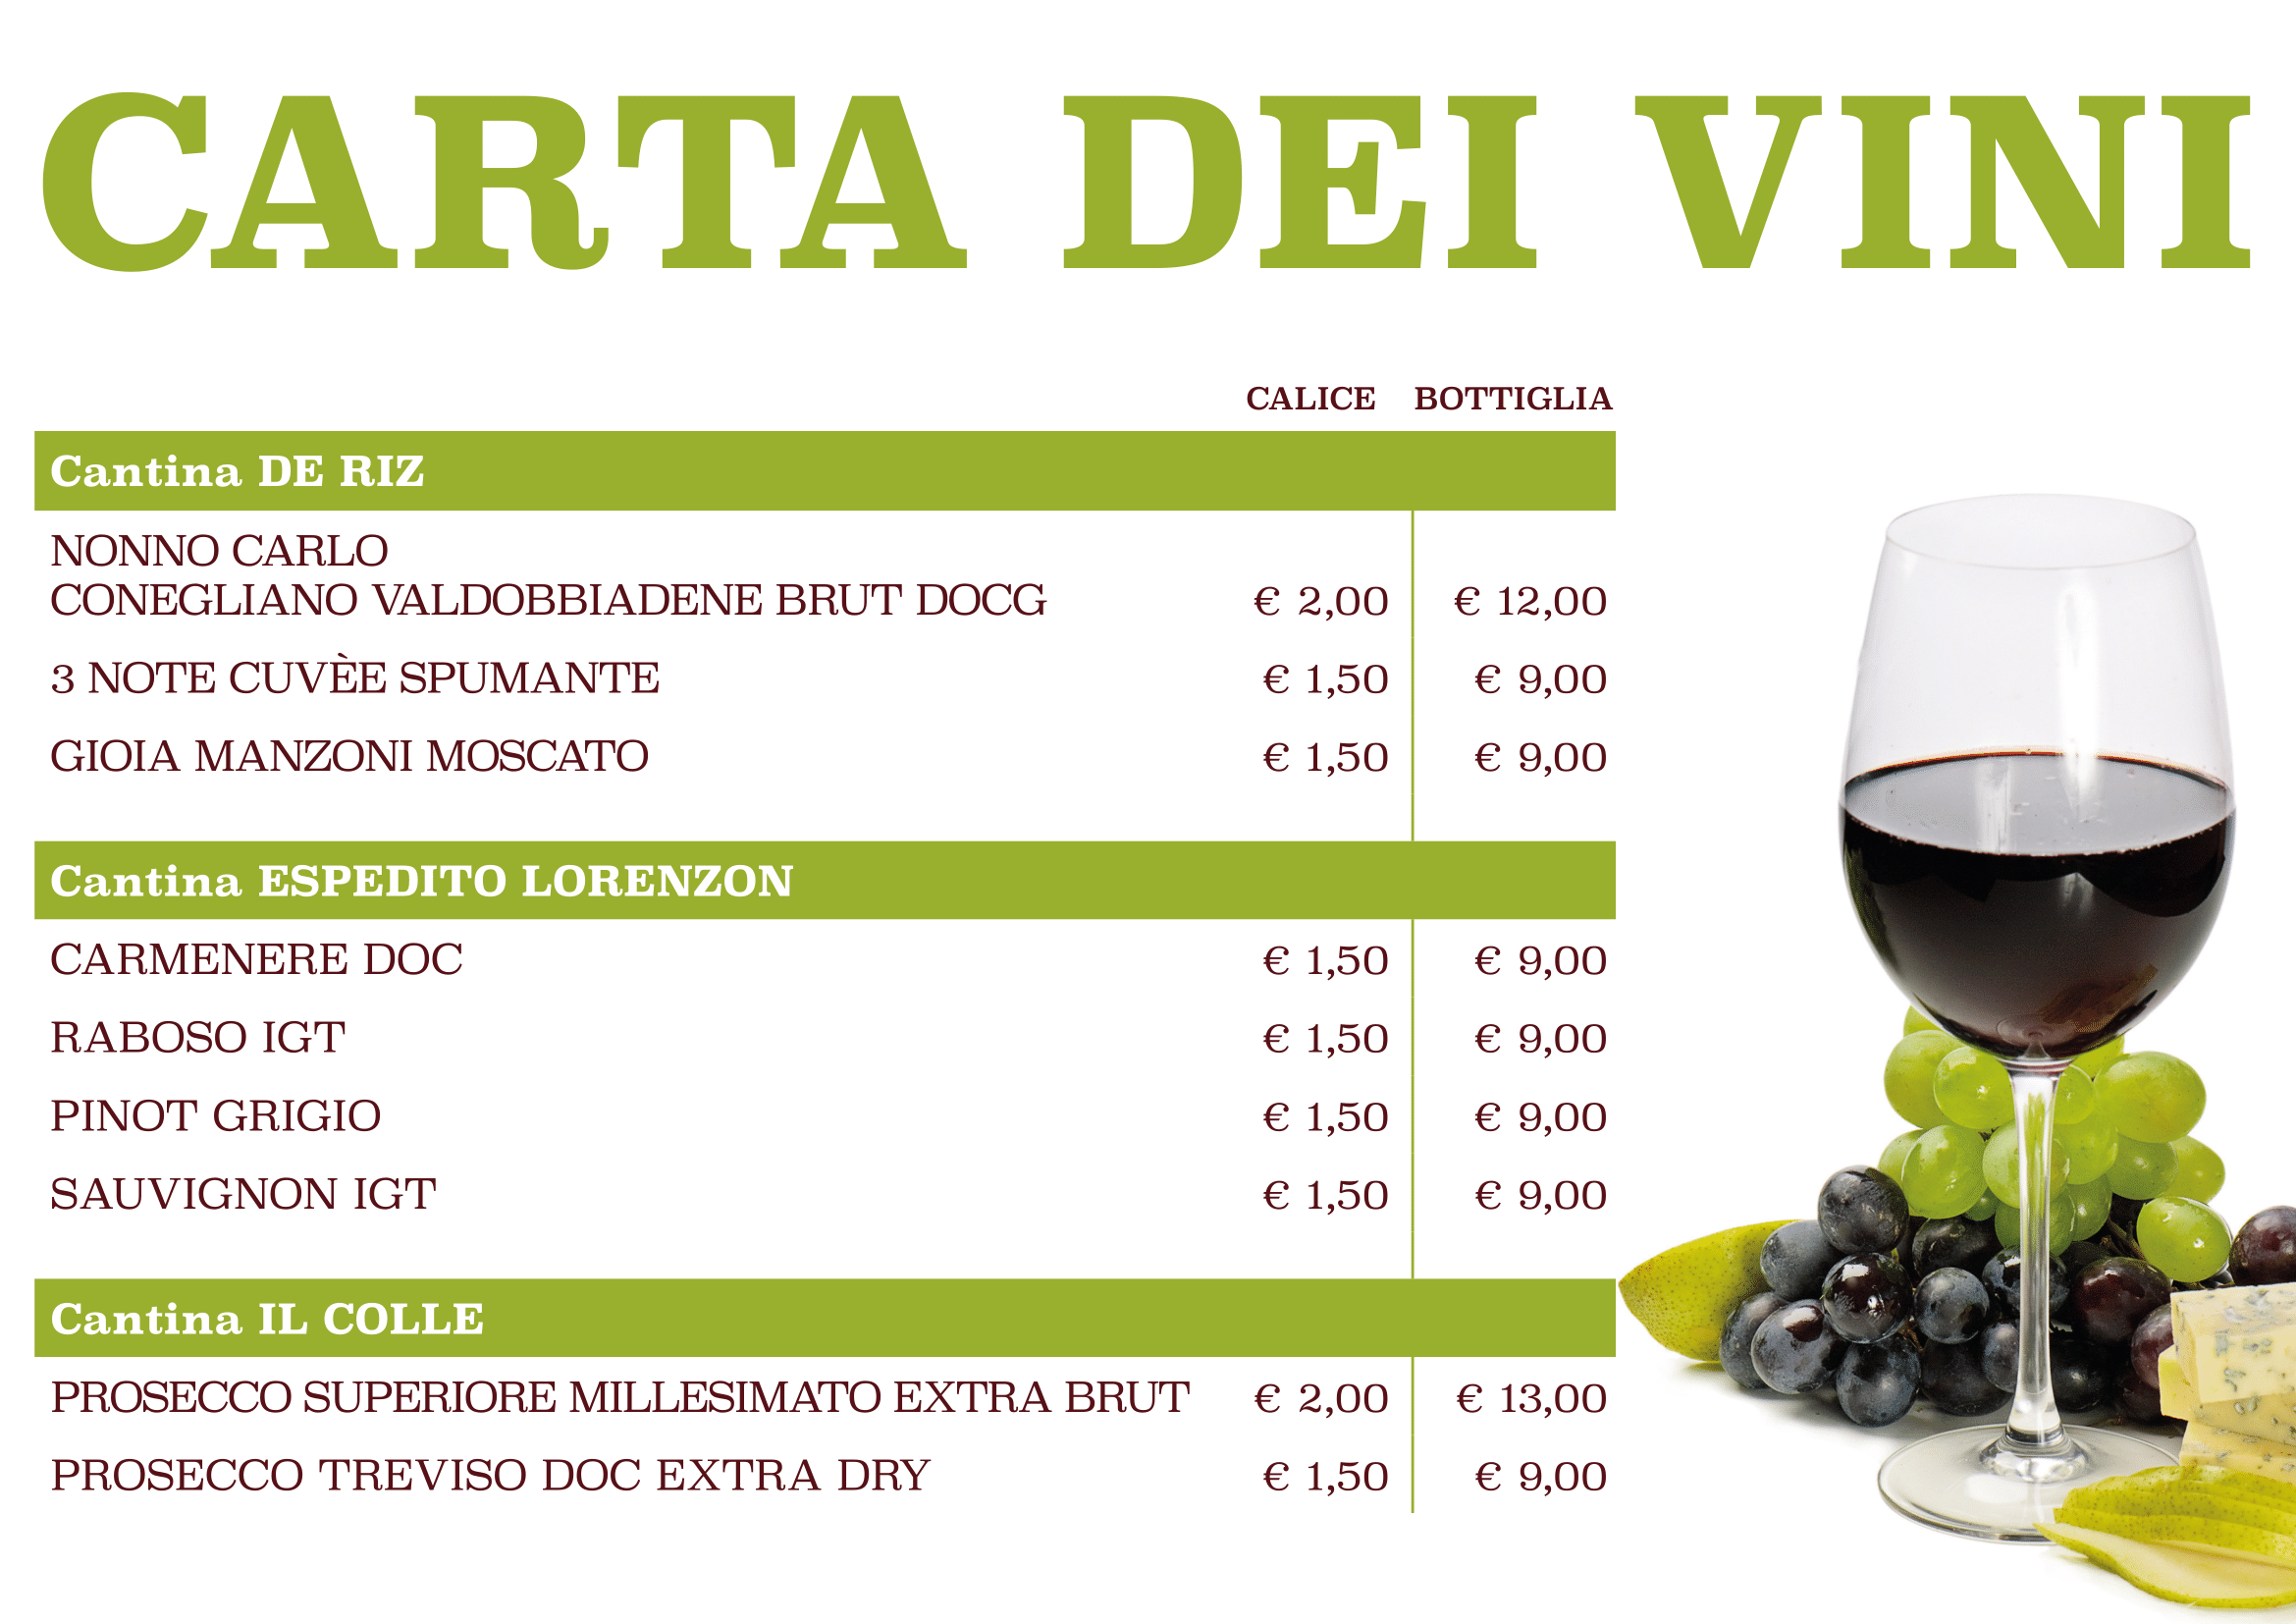 CARTA DEI VINI
CALICE BOTTIGLIA
Cantina DE RIZ
NONNO CARLO
CONEGLIANO VALDOBBIADENE BRUT DOCG € 2,00 € 12,00
3 NOTE CUVÈE SPUMANTE € 1,50 € 9,00
GIOIA MANZONI MOSCATO € 1,50 € 9,00
Cantina ESPEDITO LORENZON
CARMENERE DOC € 1,50 € 9,00
RABOSO IGT € 1,50 € 9,00
PINOT GRIGIO € 1,50 € 9,00
SAUVIGNON IGT € 1,50 € 9,00
Cantina IL COLLE
PROSECCO SUPERIORE MILLESIMATO EXTRA BRUT € 2,00 € 13,00
PROSECCO TREVISO DOC EXTRA DRY € 1,50 € 9,00